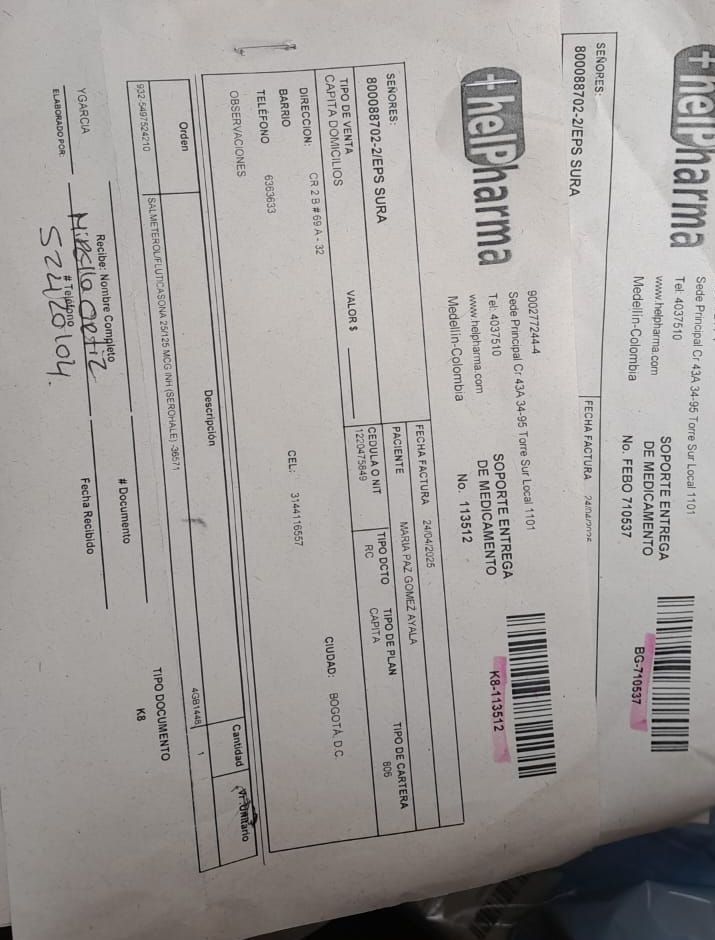 helPharma
Sede Principal Cr 43A 34-95 Torre Sur Local 1101
Tel: 4037510
www.helpharma.com
Medellin-Colombia
SOPORTE ENTREGA
DE MEDICAMENTO
No. FEBO 710537
BG-710537
SEÑORES:
800088702-2/EPS SURA
FECHA FACTURA
helPharma
900277244-4
Sede Principal Cr 43A 34-95 Torre Sur Local 1101
Tel: 4037510
www.helpharma.com
Medellin-Colombia
SOPORTE ENTREGA
DE MEDICAMENTO
No. 113512
K8-113512
FECHA FACTURA 24/04/2025
SEÑORES:
800088702-2/EPS SURA
PACIENTE MARIA PAZ GOMEZ AYALA
CEDULA O NIT TIPO DCTO TIPO DE PLAN TIPO DE CARTERA
1220475849 RC CAPITA 806
TIPO DE VENTA VALOR $
CAPITA DOMICILIOS
DIRECCION: CR 2 B # 69 A - 32 CIUDAD: BOGOTÁ, D.C.
BARRIO CEL: 3144116557
TELÉFONO 6363633
OBSERVACIONES
Orden Descripción Cantidad Vr. Unitario
932-5497524210 SALMETEROL/FLUTICASONA 25/125 MCG INH (SEROHALE) -36571 4GB1448 1
TIPO DOCUMENTO
K8
Recibe: Nombre Completo # Documento
YGARCIA
ELABORADO POR:
# Teléfono Fecha Recibido
52420104.